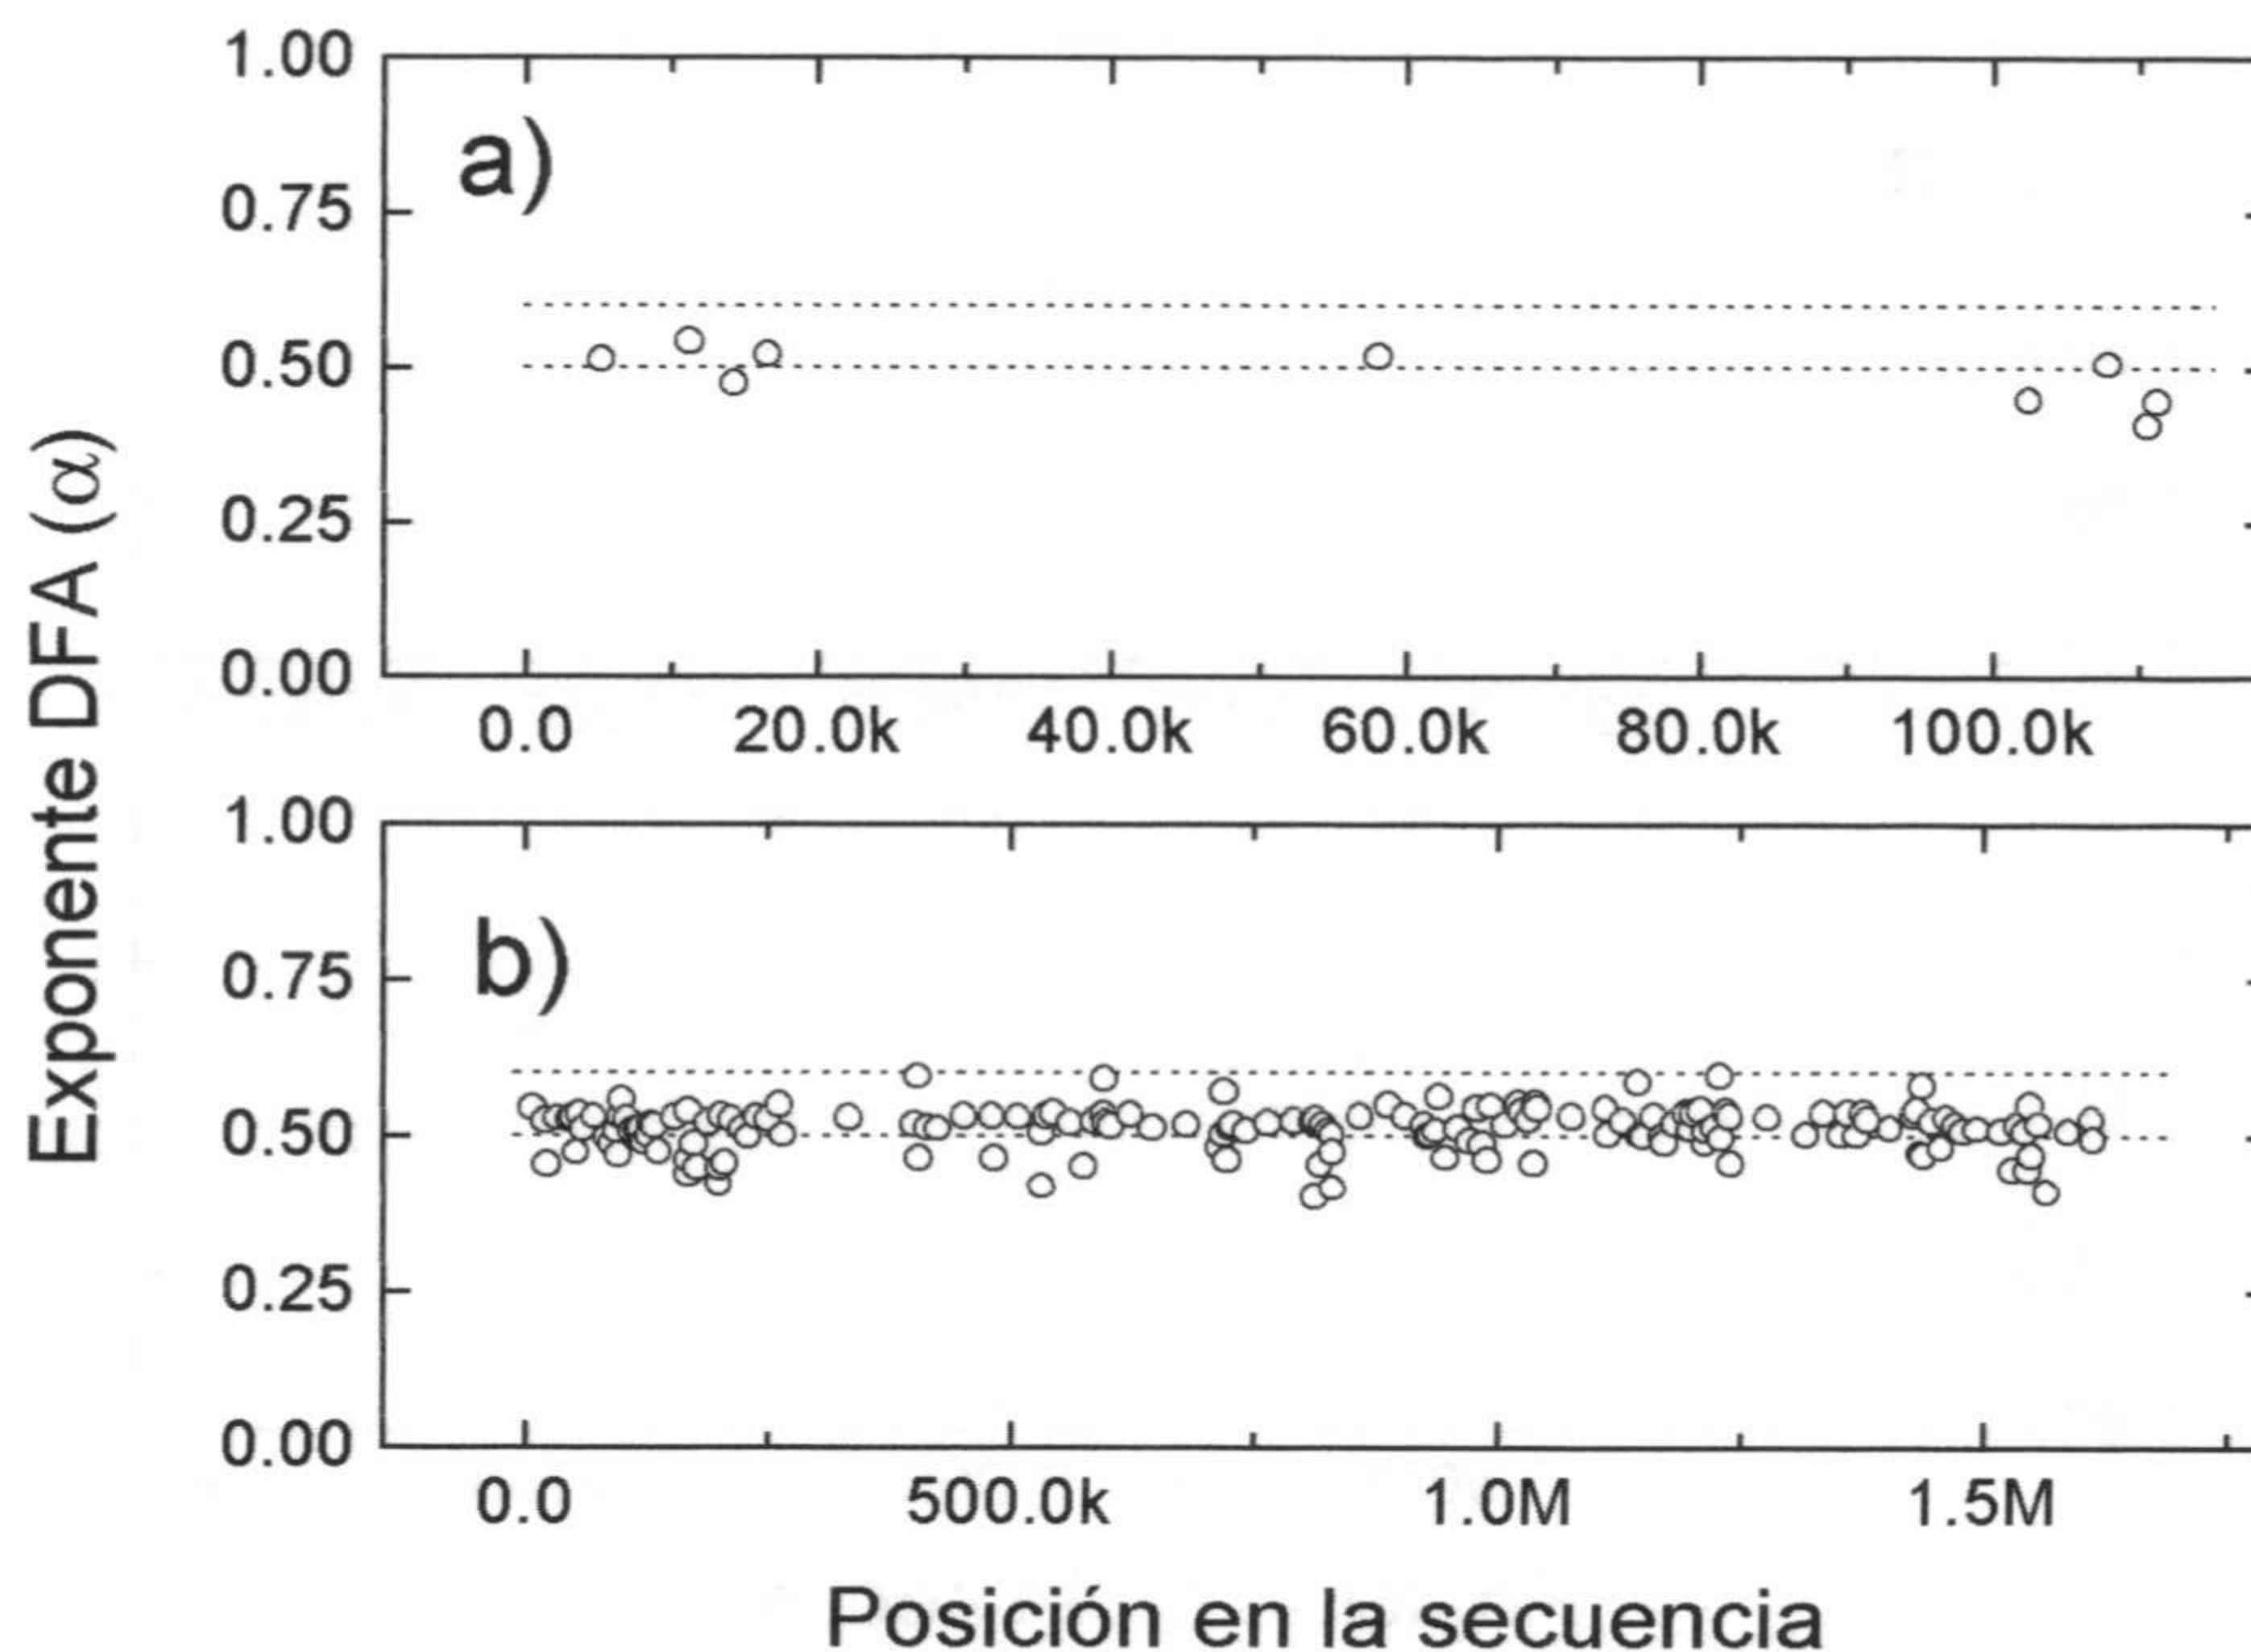 Exponente DFA (α)
a)
1.00
0.75
0.50
0.25
0.00
0.0 20.0k 40.0k 60.0k 80.0k 100.0k
b)
1.00
0.75
0.50
0.25
0.00
0.0 500.0k 1.0M 1.5M
Posición en la secuencia